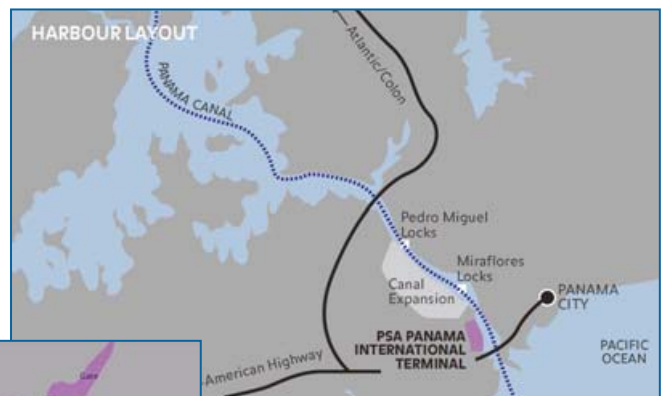 HARBOUR LAYOUT
Atlantic/Colon
PANAMA CANAL
Pedro Miguel
Locks
Miraflores
Locks
Canal
Expansion
PANAMA
CITY
PSA PANAMA
INTERNATIONAL
TERMINAL
PACIFIC
OCEAN
American Highway
Gate